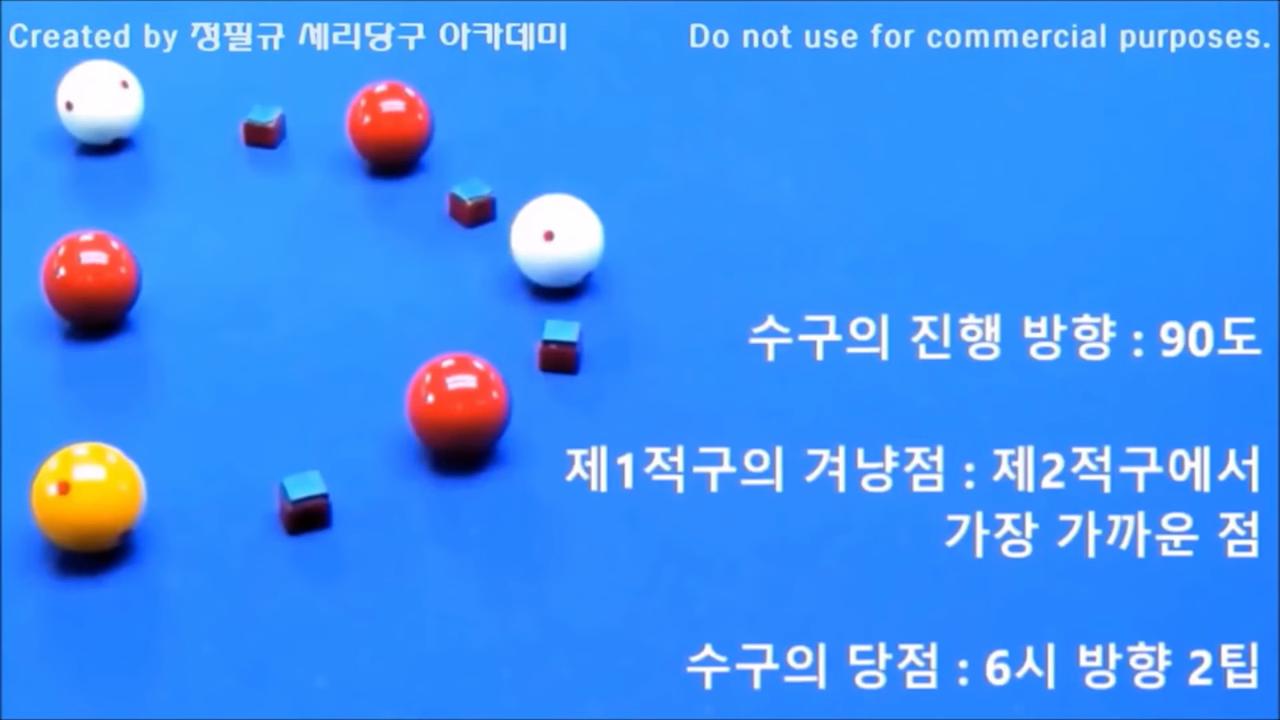 Created by 정필규 세리당구 아카데미
Do not use for commercial purposes.
수구의 진행 방향 : 90도
제1적구의 겨냥점 : 제2적구에서
가장 가까운 점
수구의 당점 : 6시 방향 2팁